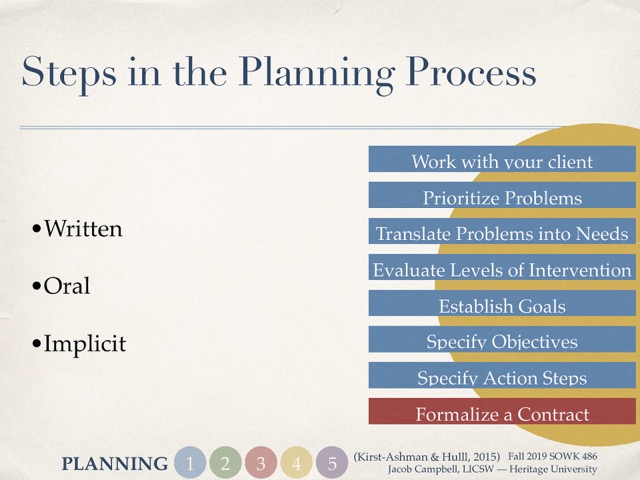 Steps in the Planning Process
•Written
•Oral
•Implicit
Work with your client
Prioritize Problems
Translate Problems into Needs
Evaluate Levels of Intervention
Establish Goals
Specify Objectives
Specify Action Steps
Formalize a Contract
PLANNING 1 2 3 4 5
(Kirst-Ashman & Hulll, 2015) Fall 2019 SOWK 486
Jacob Campbell, LICSW — Heritage University